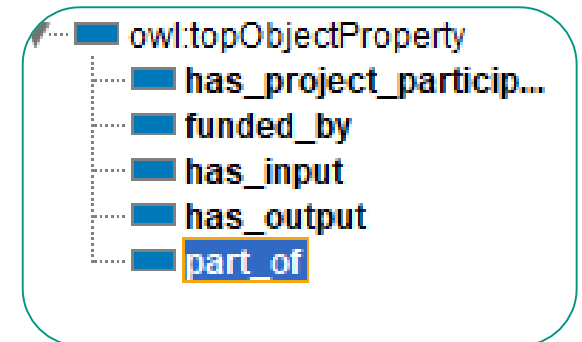 owl:topObjectProperty
has_project_particip...
funded_by
has_input
has_output
part_of